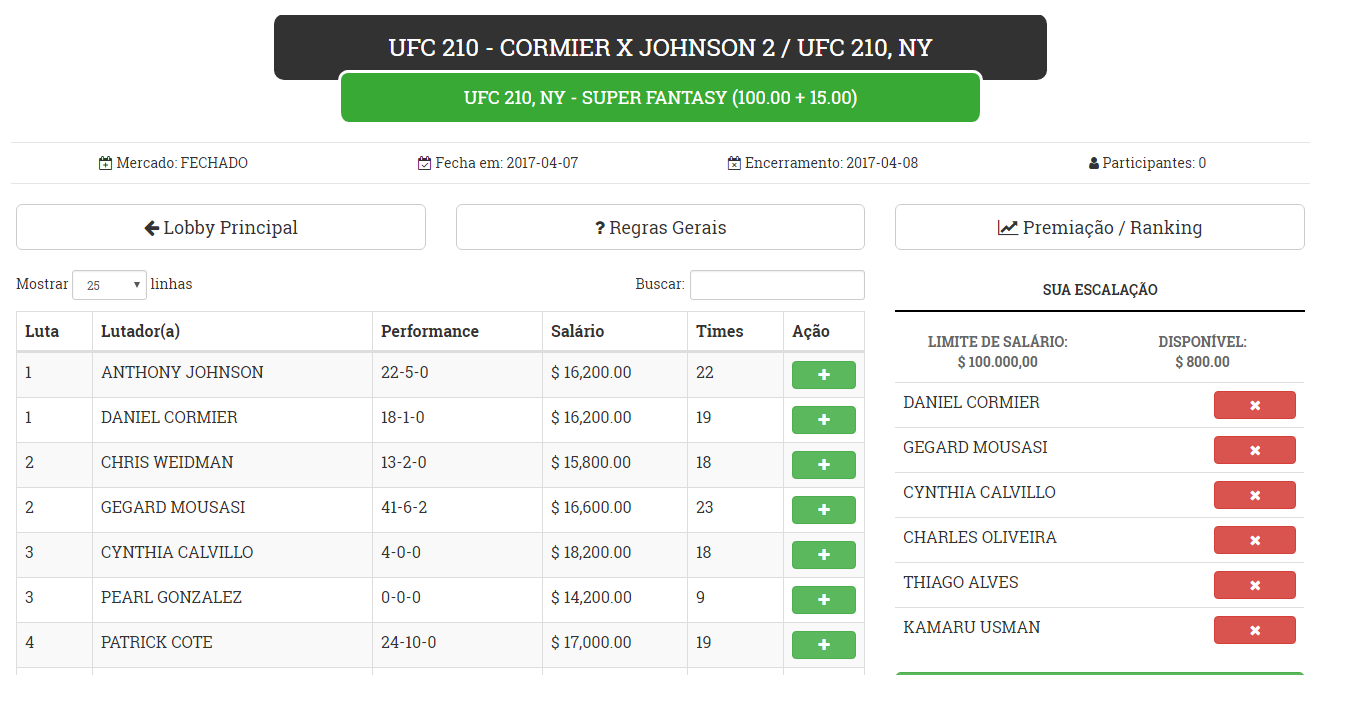 UFC 210 - CORMIER X JOHNSON 2 / UFC 210, NY
UFC 210, NY - SUPER FANTASY (100.00 + 15.00)
Mercado: FECHADO Fecha em: 2017-04-07 Encerramento: 2017-04-08 Participantes: 0
Lobby Principal ? Regras Gerais Premiação / Ranking
Mostrar 25 linhas Buscar:
Luta Lutador(a) Performance Salário Times Ação
1 ANTHONY JOHNSON 22-5-0 $ 16,200.00 22
1 DANIEL CORMIER 18-1-0 $ 16,200.00 19
2 CHRIS WEIDMAN 13-2-0 $ 15,800.00 18
2 GEGARD MOUSASI 41-6-2 $ 16,600.00 23
3 CYNTHIA CALVILLO 4-0-0 $ 18,200.00 18
3 PEARL GONZALEZ 0-0-0 $ 14,200.00 9
4 PATRICK COTE 24-10-0 $ 17,000.00 19
SUA ESCALAÇÃO
LIMITE DE SALÁRIO: DISPONÍVEL:
$ 100.000,00 $ 800.00
DANIEL CORMIER
GEGARD MOUSASI
CYNTHIA CALVILLO
CHARLES OLIVEIRA
THIAGO ALVES
KAMARU USMAN